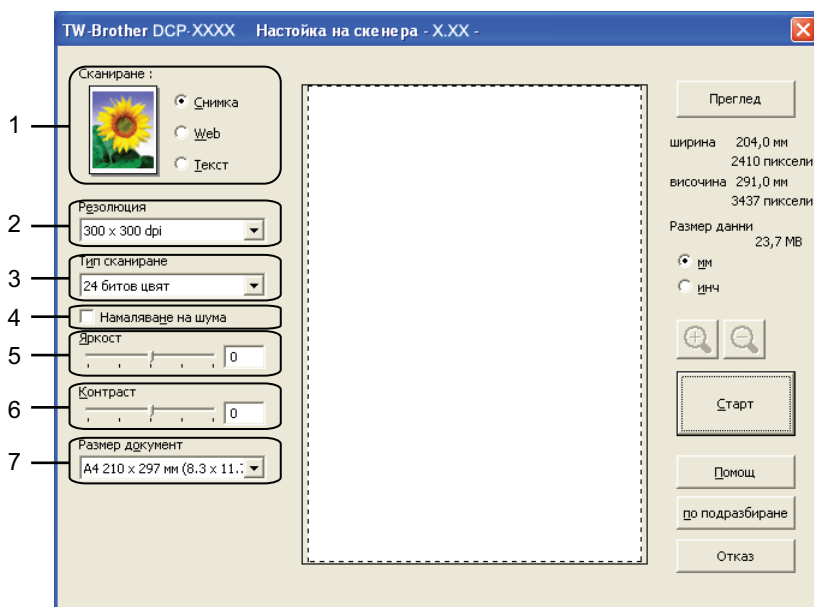 TW-Brother DCP-XXXX Настойка на скенера - X.XX -
1
Сканиране :
Снимка
Web
Текст
2
Резолюция
300 x 300 dpi
3
Тип сканиране
24 битов цвят
4
Намаляване на шума
5
Яркост
0
6
Контраст
0
7
Размер документ
A4 210 x 297 мм (8.3 x 11.7
Преглед
ширина 204,0 мм
2410 пиксели
височина 291,0 мм
3437 пиксели
Размер данни
23,7 MB
мм
инч
Старт
Помощ
по подразбиране
Отказ